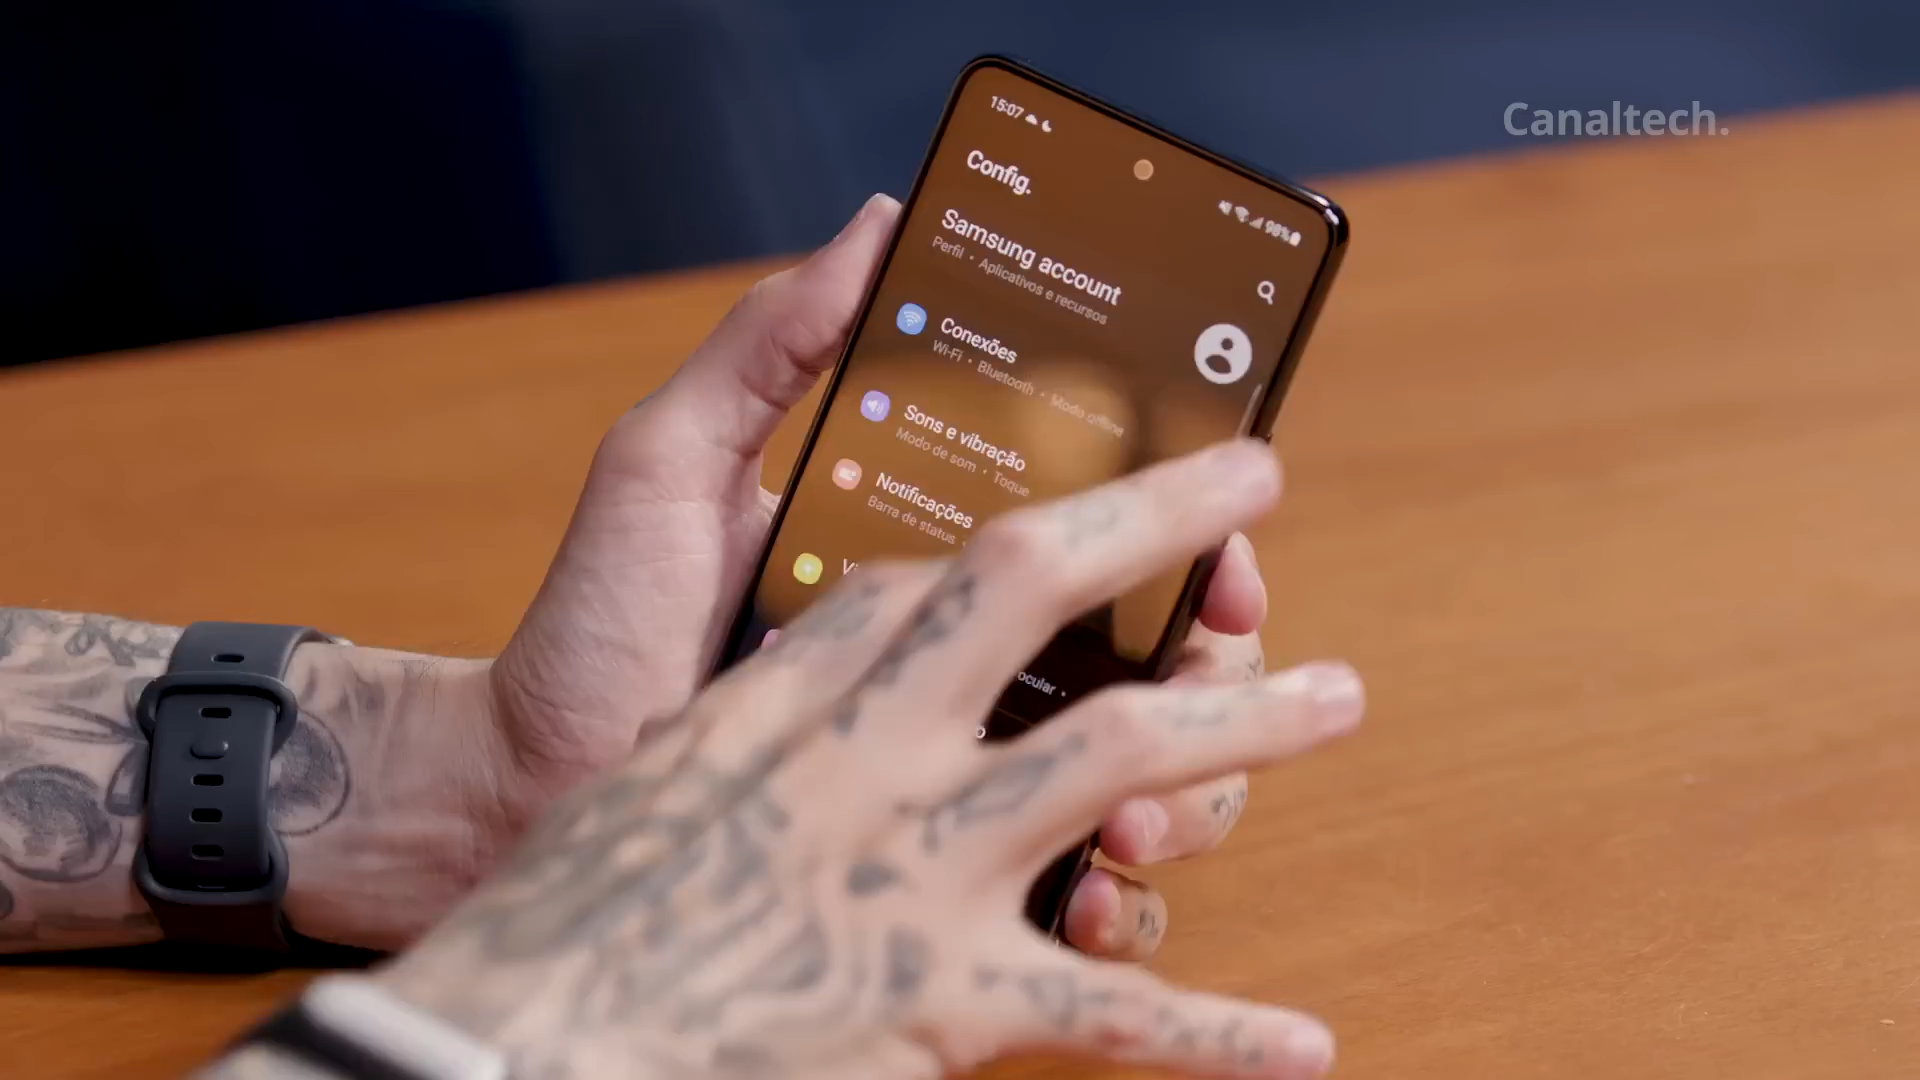 Canaltech.
15:07
98%
Config.
Samsung account
Perfil • Aplicativos e recursos
Conexões
Wi-Fi • Bluetooth • Modo offline
Sons e vibração
Modo de som • Toque
Notificações
Barra de status •
ocular •